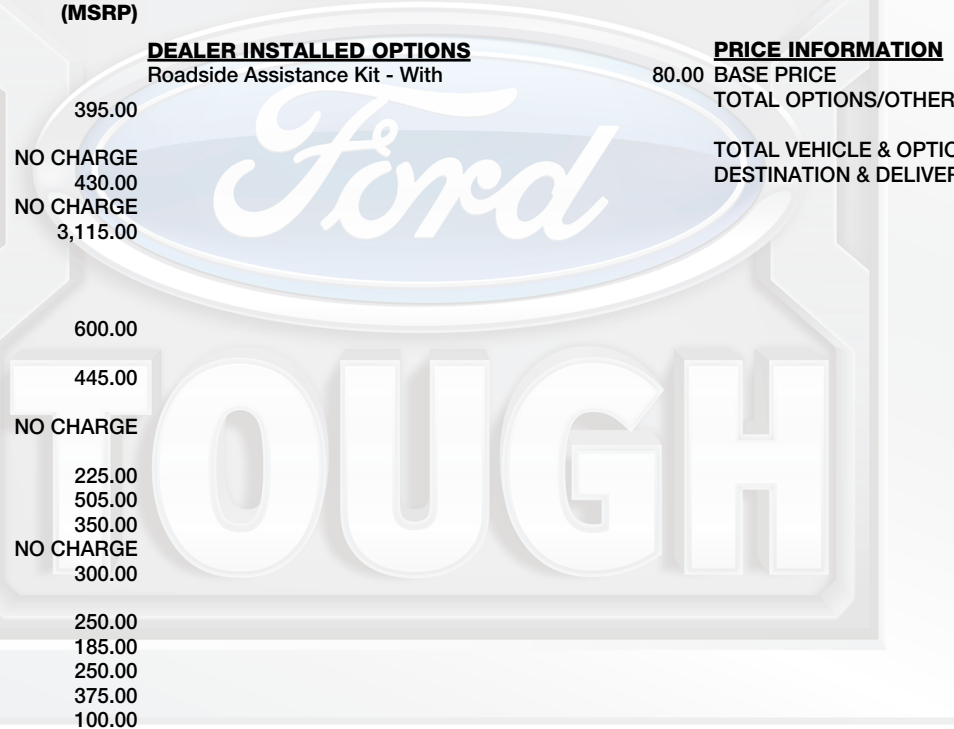 (MSRP)
395.00
NO CHARGE
430.00
NO CHARGE
3,115.00
600.00
445.00
NO CHARGE
225.00
505.00
350.00
NO CHARGE
300.00
250.00
185.00
250.00
375.00
100.00
DEALER INSTALLED OPTIONS
Roadside Assistance Kit - With 80.00
PRICE INFORMATION
BASE PRICE
TOTAL OPTIONS/OTHER
TOTAL VEHICLE & OPTIO
DESTINATION & DELIVER
Ford
TOUGH